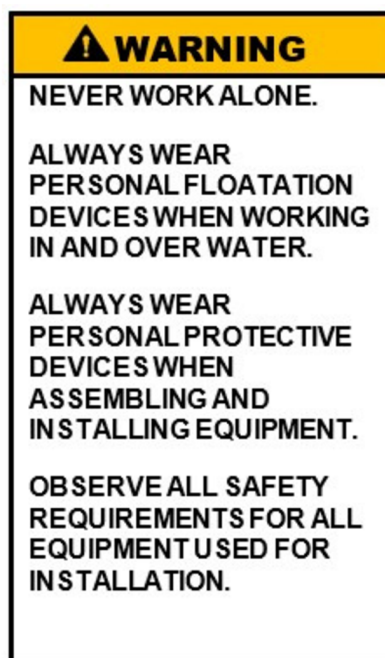 WARNING
NEVER WORK ALONE.
ALWAYS WEAR
PERSONAL FLOATATION
DEVICES WHEN WORKING
IN AND OVER WATER.
ALWAYS WEAR
PERSONAL PROTECTIVE
DEVICES WHEN
ASSEMBLING AND
INSTALLING EQUIPMENT.
OBSERVE ALL SAFETY
REQUIREMENTS FOR ALL
EQUIPMENT USED FOR
INSTALLATION.